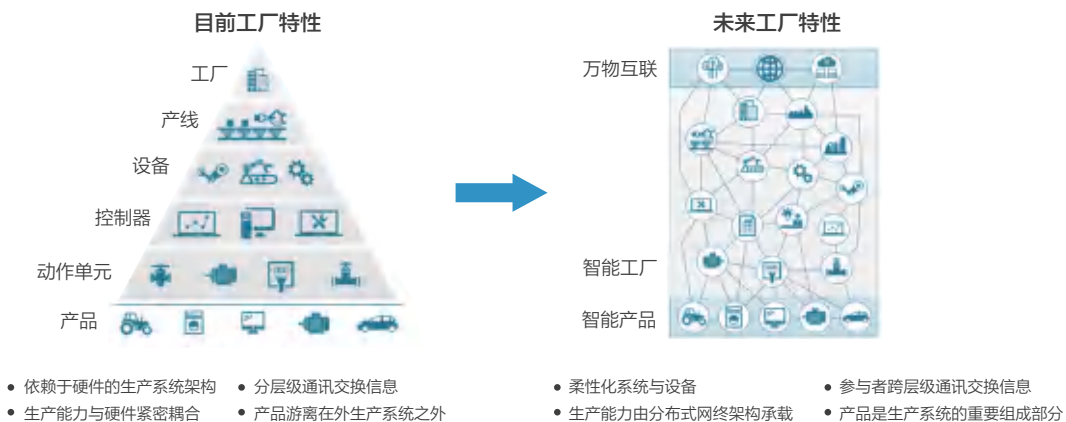 目前工厂特性
工厂
产线
设备
控制器
动作单元
产品
依赖于硬件的生产系统架构
生产能力与硬件紧密耦合
分层级通讯交换信息
产品游离在外生产系统之外
未来工厂特性
万物互联
智能工厂
智能产品
柔性化系统与设备
生产能力由分布式网终架构承载
参与者跨层级通讯交换信息
产品是生产系统的重要组成部分